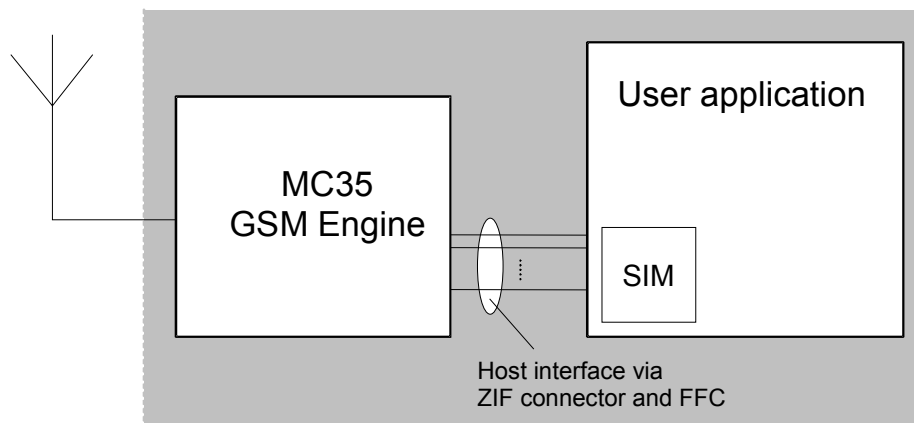 User application
MC35
GSM Engine
SIM
Host interface via
ZIF connector and FFC